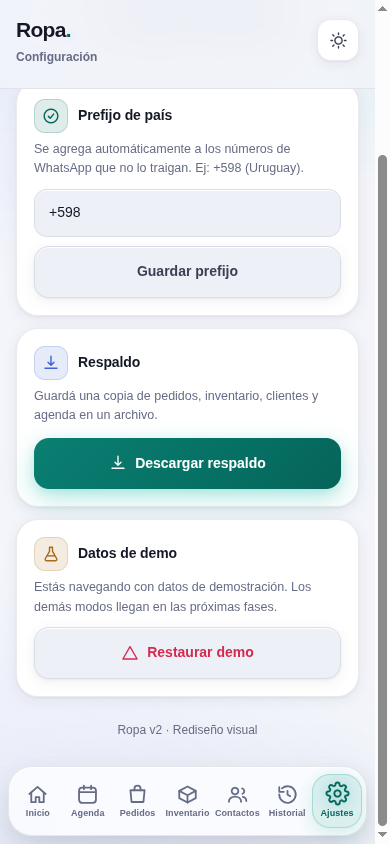 Ropa.
Configuración
Prefijo de país
Se agrega automáticamente a los números de
WhatsApp que no lo traigan. Ej: +598 (Uruguay).
+598
Guardar prefijo
Respaldo
Guardá una copia de pedidos, inventario, clientes y
agenda en un archivo.
Descargar respaldo
Datos de demo
Estás navegando con datos de demostración. Los
demás modos llegan en las próximas fases.
Restaurar demo
Ropa v2 · Rediseño visual
Inicio Agenda Pedidos Inventario Contactos Historial Ajustes